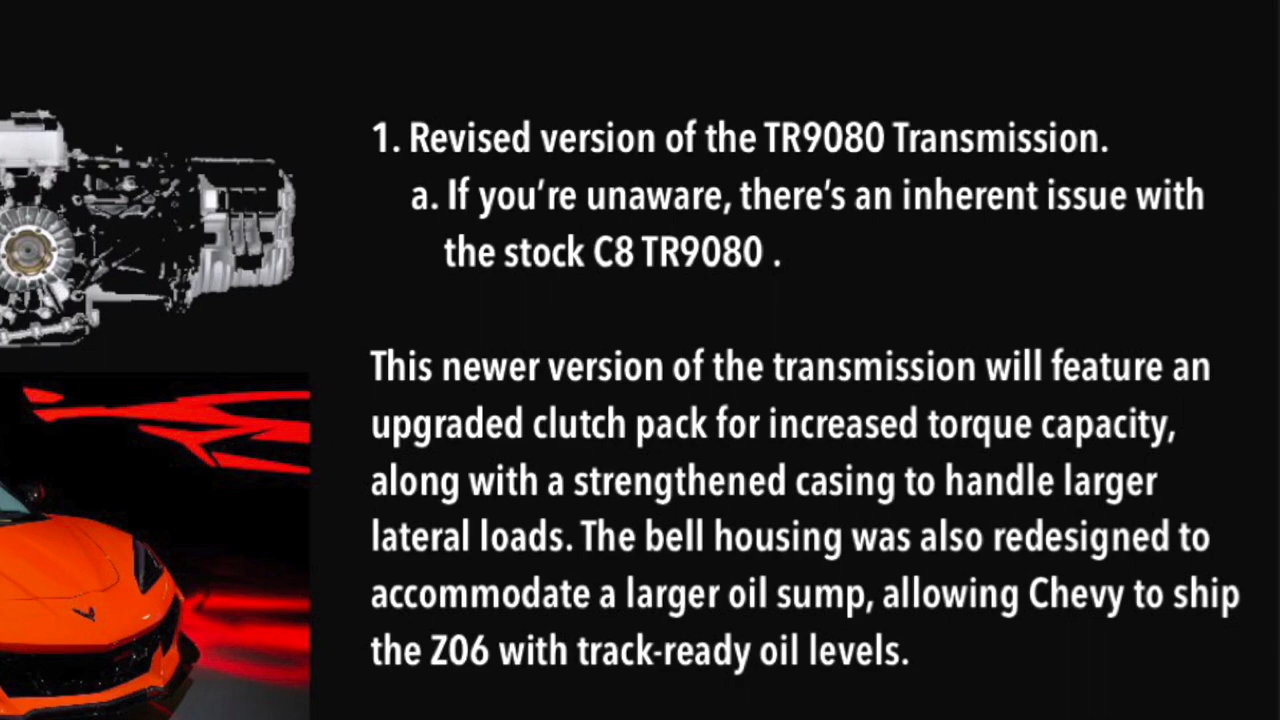 1. Revised version of the TR9080 Transmission.
a. If you’re unaware, there’s an inherent issue with
the stock C8 TR9080 .
This newer version of the transmission will feature an
upgraded clutch pack for increased torque capacity,
along with a strengthened casing to handle larger
lateral loads. The bell housing was also redesigned to
accommodate a larger oil sump, allowing Chevy to ship
the Z06 with track-ready oil levels.